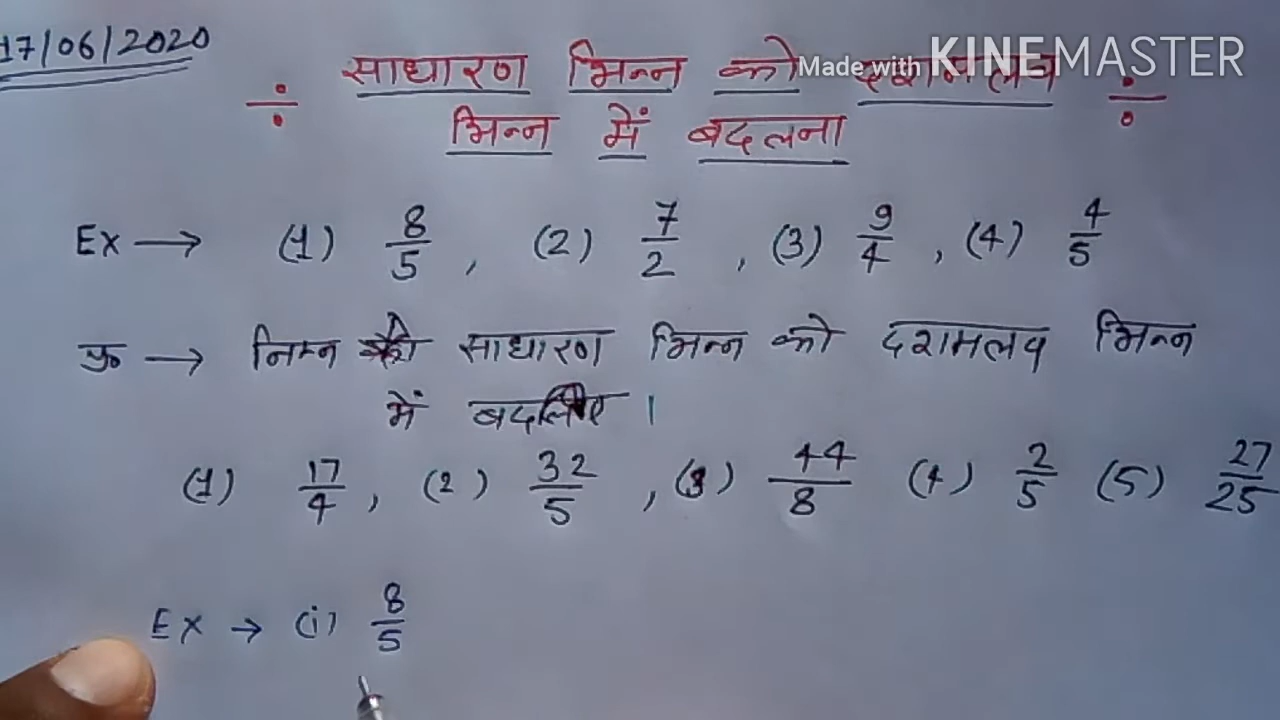 17/06/2020
Made with KINEMASTER
÷ साधारण भिन्न को दशमलव ÷
भिन्न में बदलना
Ex → (1) 8/5 , (2) 7/2 , (3) 9/4 , (4) 4/5
प्र → निम्न की साधारण भिन्न को दशमलव भिन्न
में बदलिए ।
(1) 17/4 , (2) 32/5 , (3) 44/8 (4) 2/5 (5) 27/25
Ex → (i) 8/5